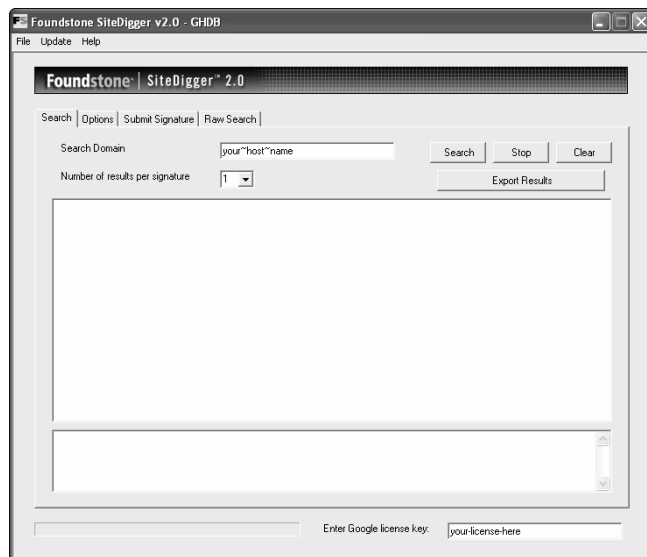 FS Foundstone SiteDigger v2.0 - GHDB
File Update Help
Foundstone® | SiteDigger™ 2.0
Search Options Submit Signature Raw Search
Search Domain your~host~name Search Stop Clear
Number of results per signature 1 Export Results
Enter Google license key: your-license-here